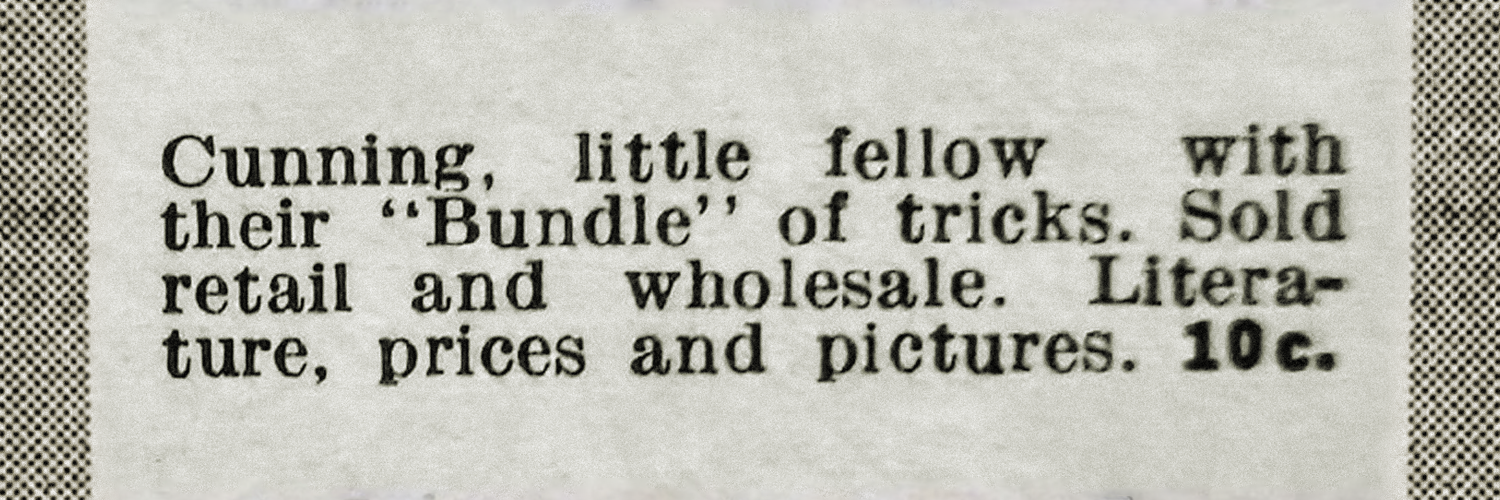 Cunning, little fellow with
their “Bundle” of tricks. Sold
retail and wholesale. Litera-
ture, prices and pictures. 10c.